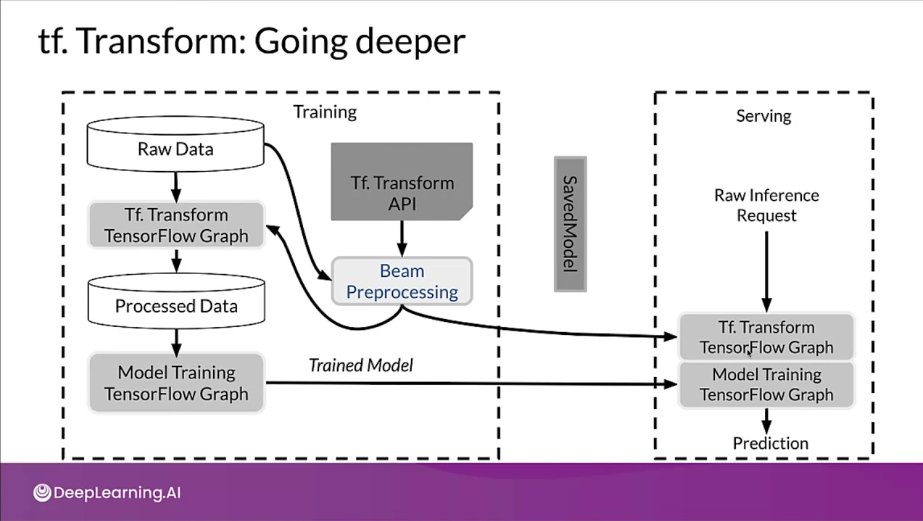 tf. Transform: Going deeper
Training
Raw Data
Tf. Transform
TensorFlow Graph
Processed Data
Model Training
TensorFlow Graph
Tf. Transform
API
Beam
Preprocessing
Trained Model
SavedModel
Serving
Raw Inference
Request
Tf. Transform
TensorFlow Graph
Model Training
TensorFlow Graph
Prediction
DeepLearning.AI